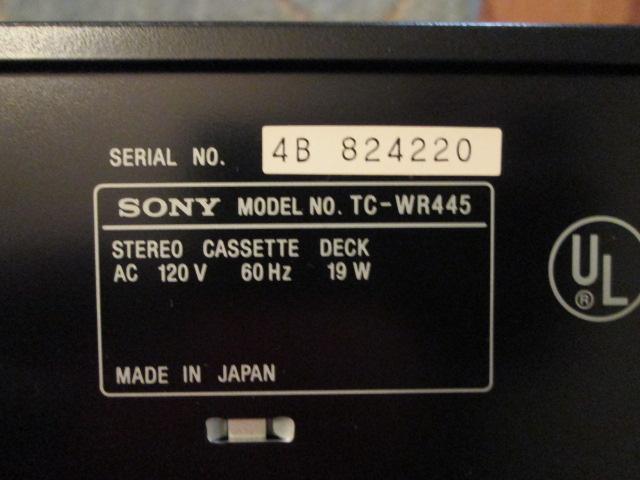 SERIAL NO. 4B 824220
SONY MODEL NO. TC-WR445
STEREO CASSETTE DECK
AC 120 V 60 Hz 19 W
MADE IN JAPAN
UL
®